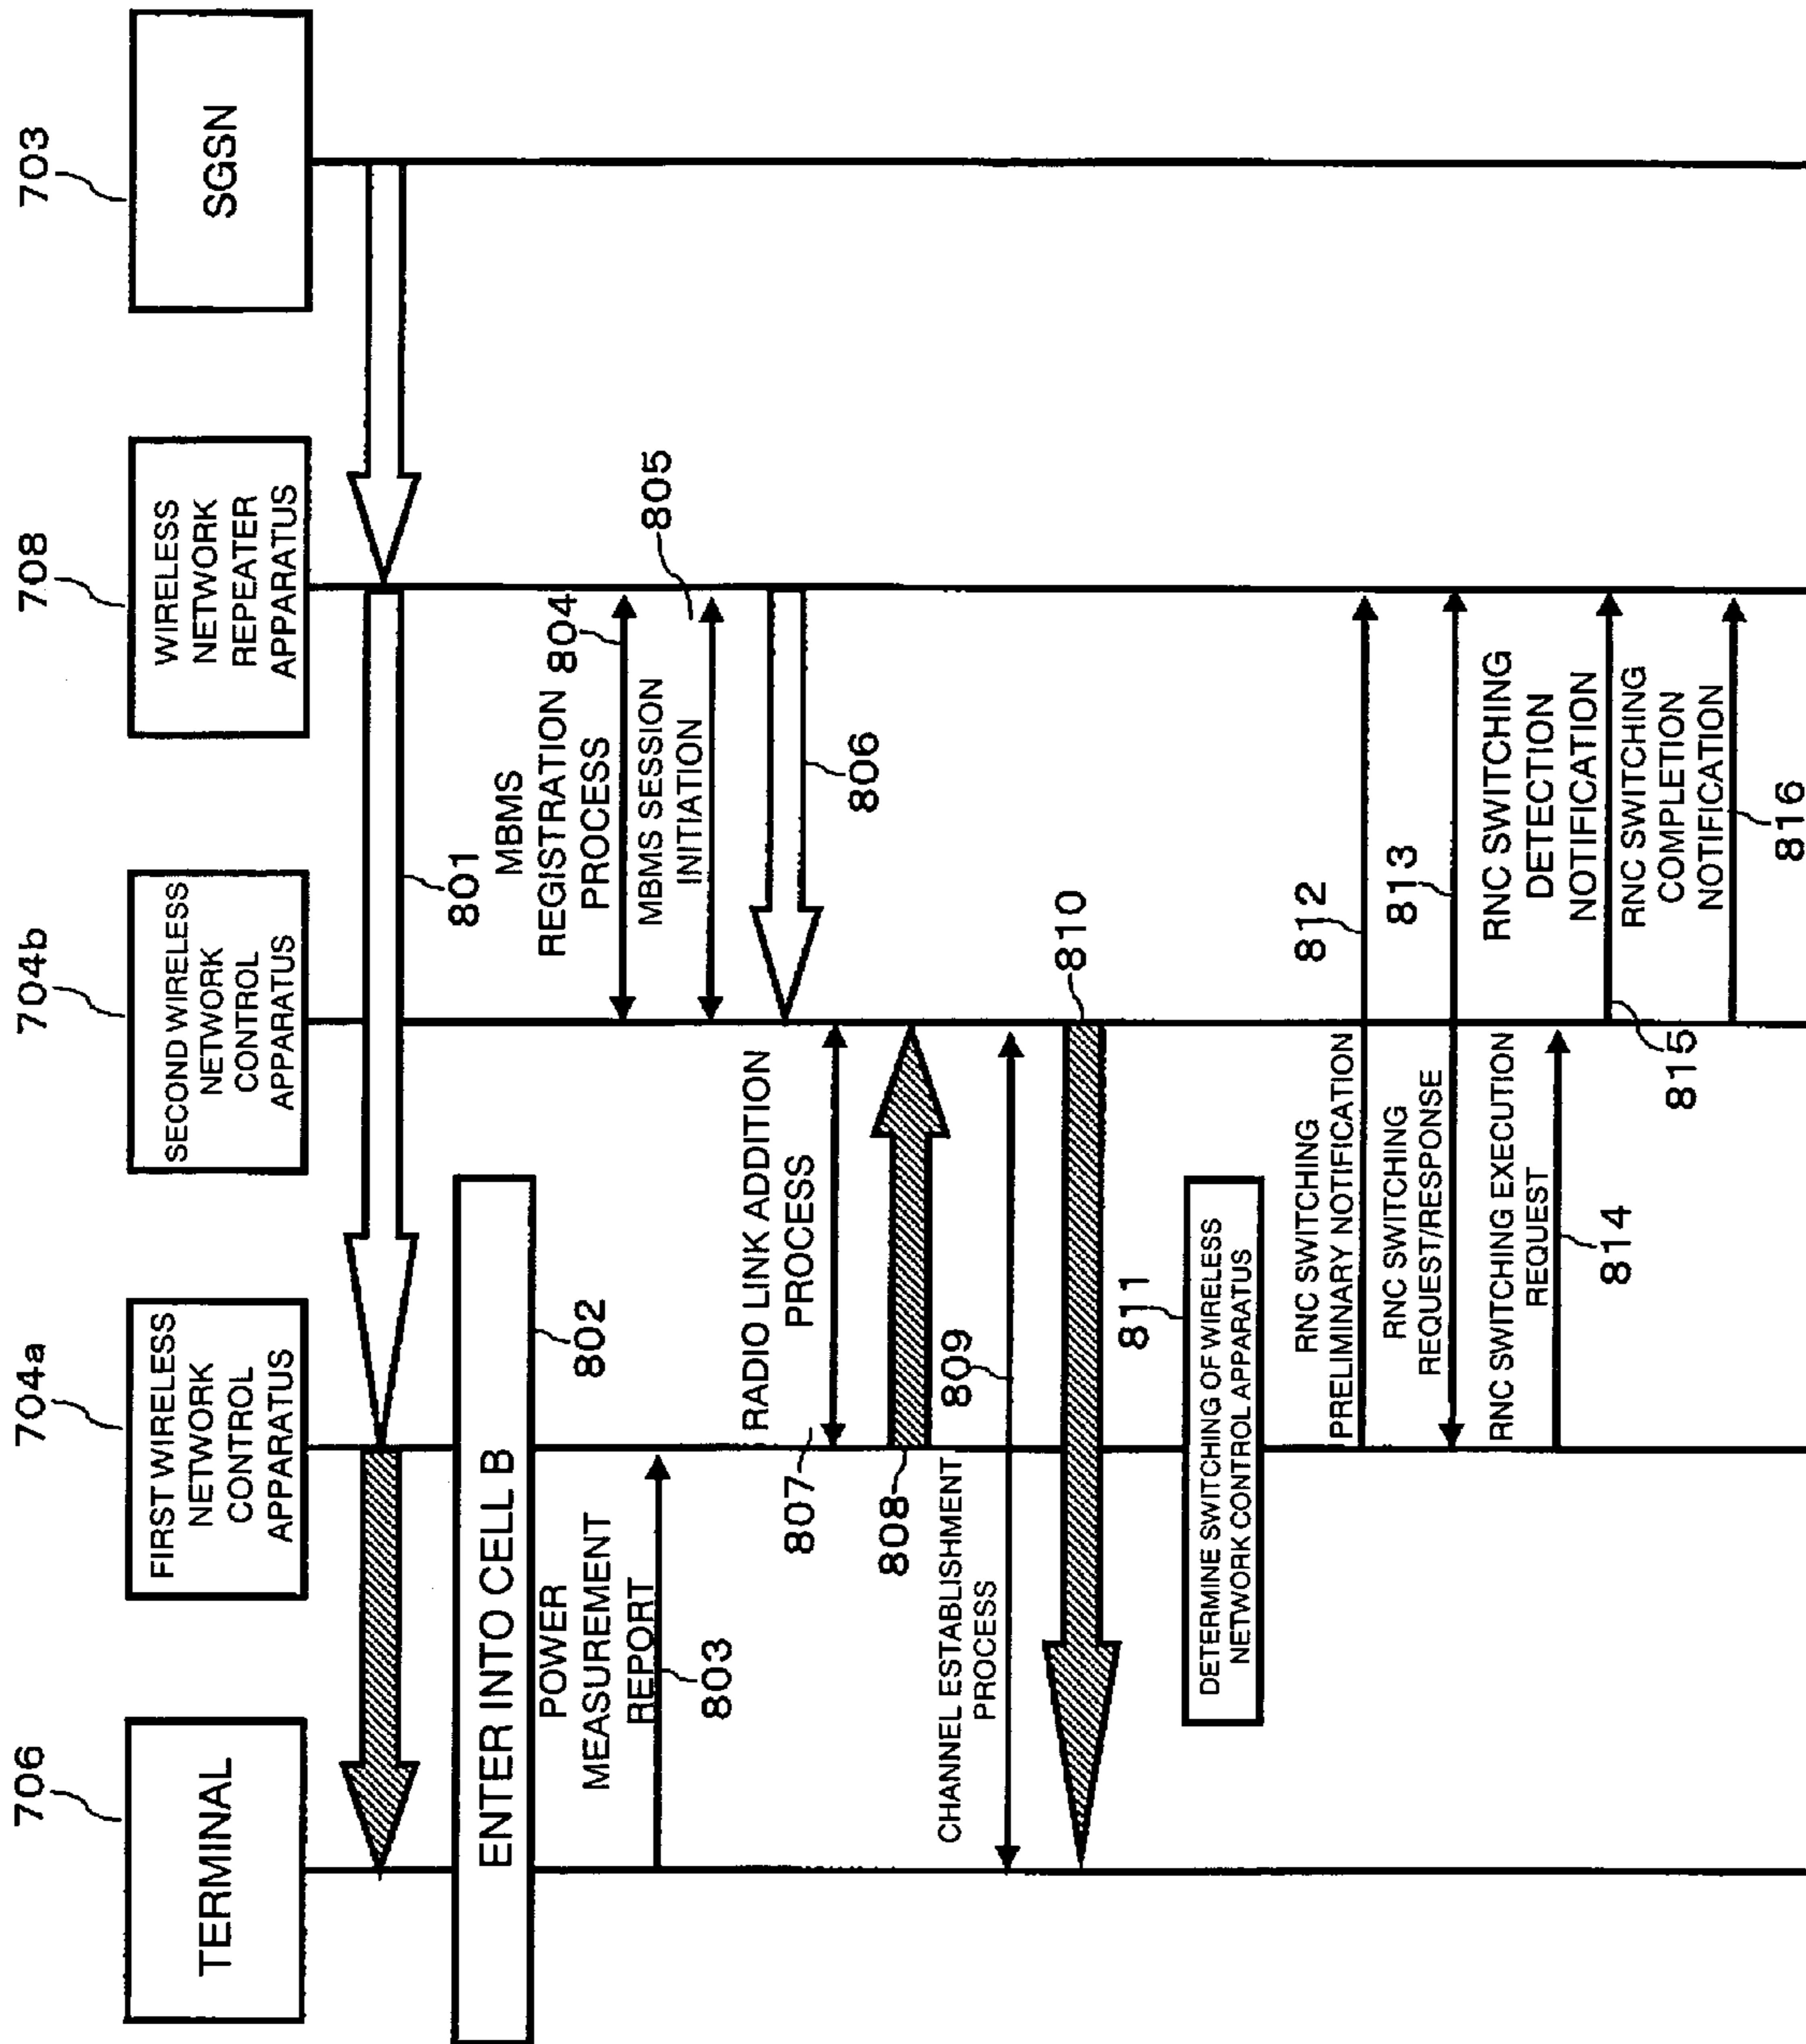 706
TERMINAL
704a
FIRST WIRELESS
NETWORK
CONTROL
APPARATUS
704b
SECOND WIRELESS
NETWORK
CONTROL
APPARATUS
708
WIRELESS
NETWORK
REPEATER
APPARATUS
703
SGSN
801
ENTER INTO CELL B
802
POWER
MEASUREMENT
REPORT
803
MBMS
REGISTRATION
PROCESS
804
MBMS SESSION
INITIATION
805
806
RADIO LINK ADDITION
PROCESS
807
808
CHANNEL ESTABLISHMENT
PROCESS
809
810
811
DETERMINE SWITCHING OF WIRELESS
NETWORK CONTROL APPARATUS
RNC SWITCHING
PRELIMINARY NOTIFICATION
812
RNC SWITCHING
REQUEST/RESPONSE
813
RNC SWITCHING EXECUTION
REQUEST
814
RNC SWITCHING
DETECTION
NOTIFICATION
815
RNC SWITCHING
COMPLETION
NOTIFICATION
816